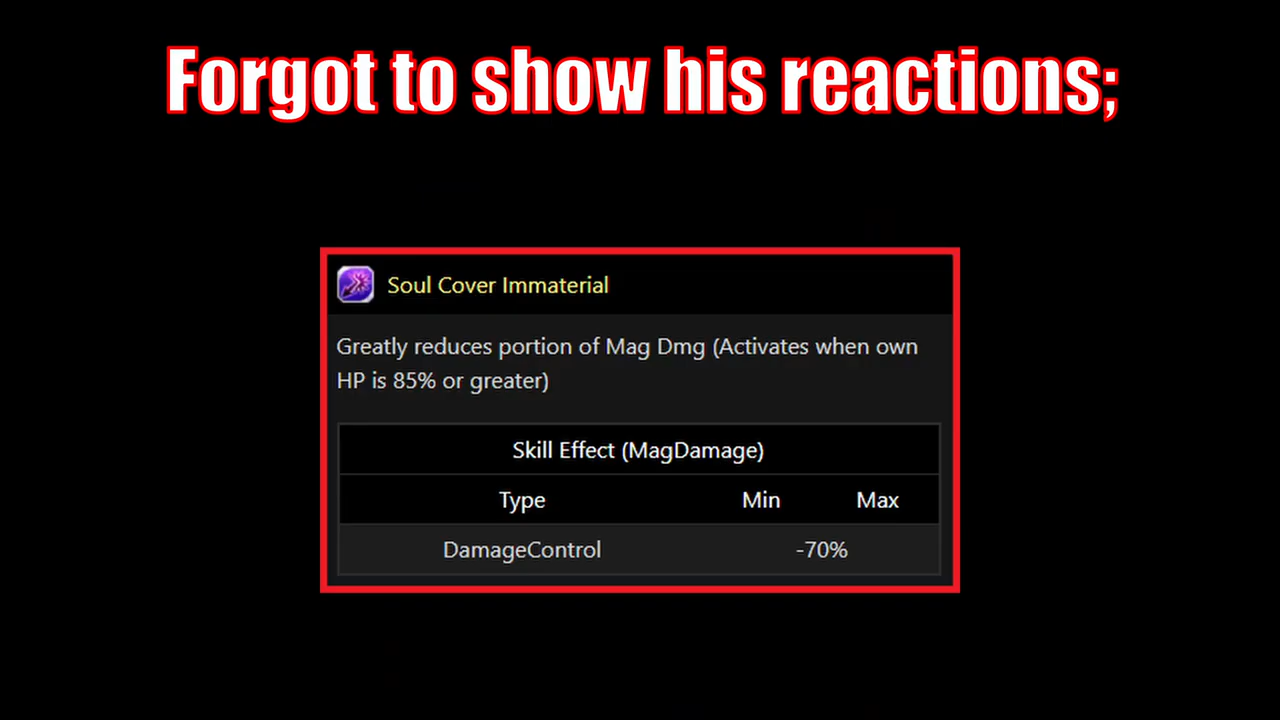 Forgot to show his reactions;
Soul Cover Immaterial
Greatly reduces portion of Mag Dmg (Activates when own
HP is 85% or greater)
Skill Effect (MagDamage)
Type Min Max
DamageControl -70%